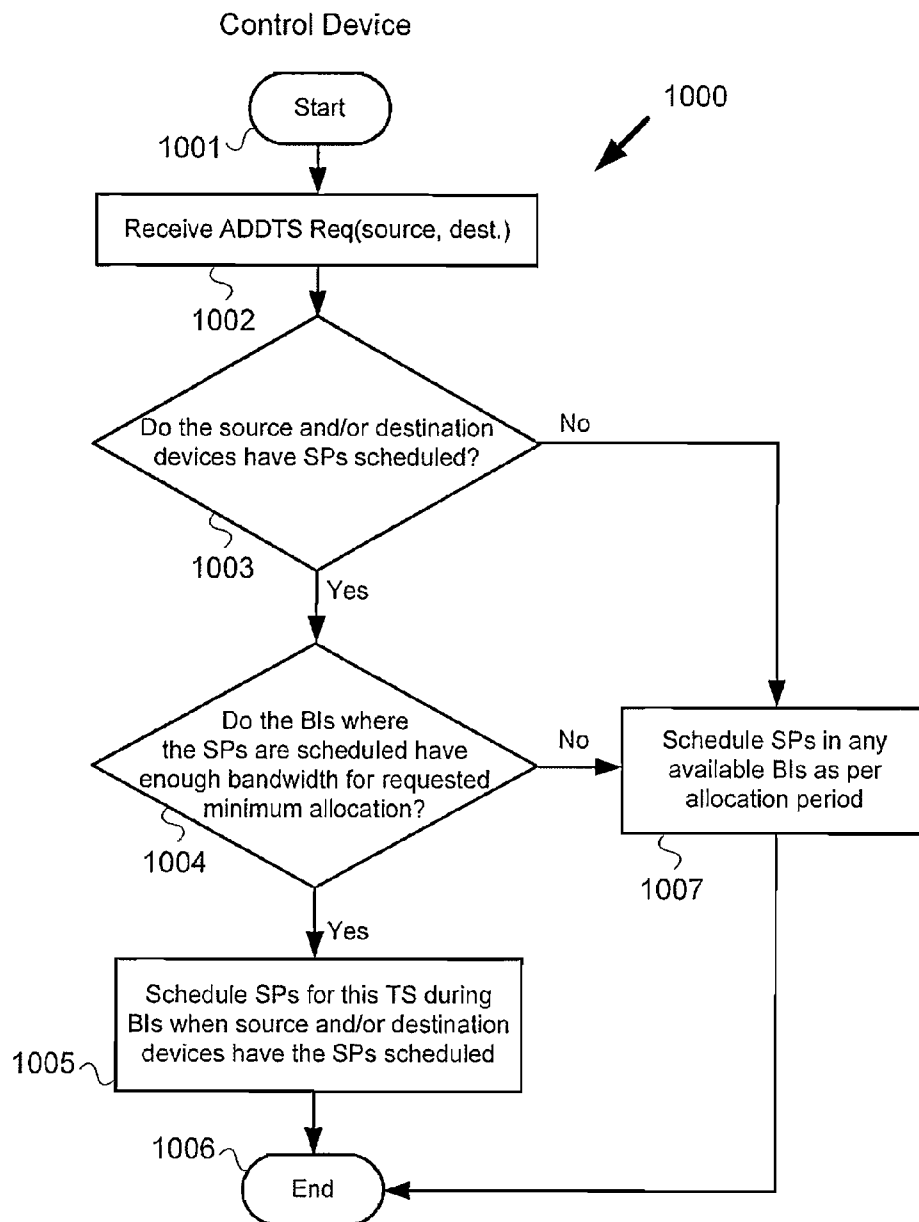 Control Device
Start
1000
1001
Receive ADDTS Req(source, dest.)
1002
Do the source and/or destination
devices have SPs scheduled?
No
1003
Yes
Do the BIs where
the SPs are scheduled have
enough bandwidth for requested
minimum allocation?
No
1004
Schedule SPs in any
available BIs as per
allocation period
1007
Yes
Schedule SPs for this TS during
BIs when source and/or destination
devices have the SPs scheduled
1005
1006
End